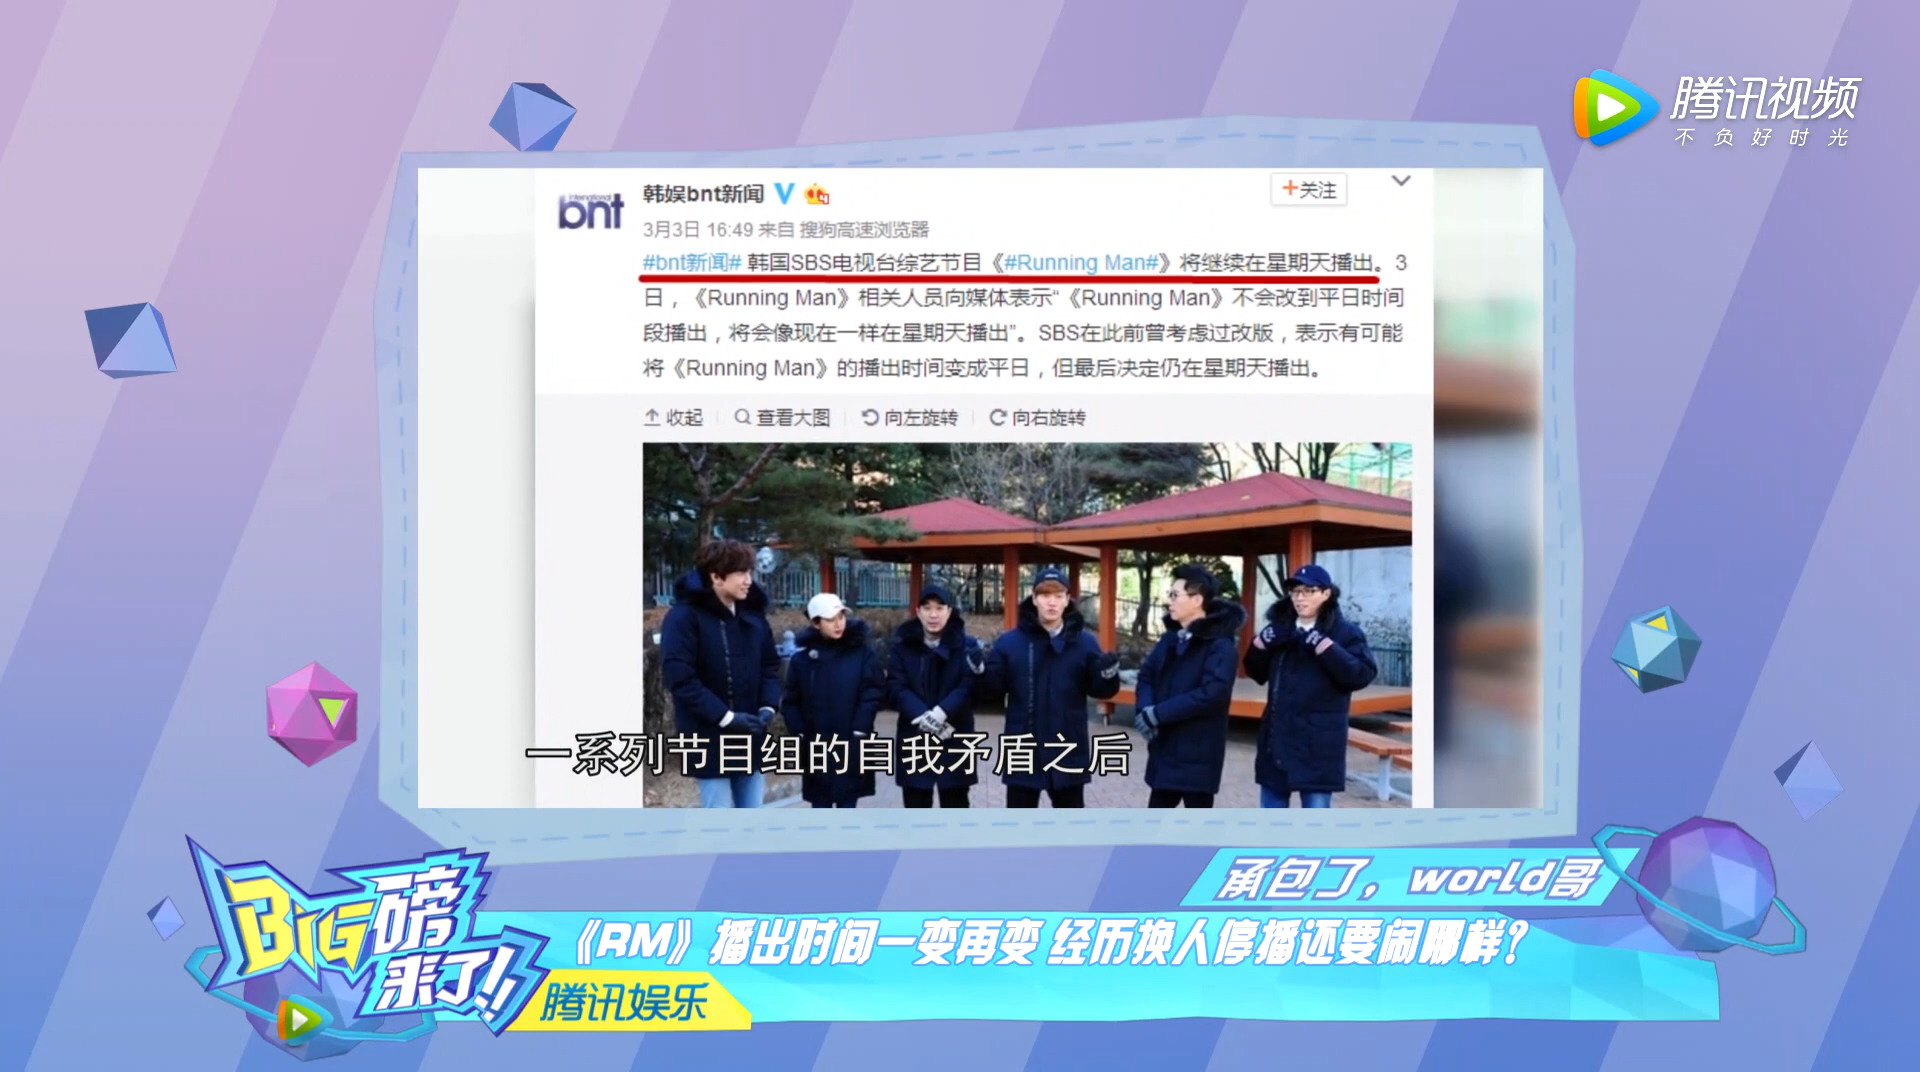 腾讯视频
不负好时光
International
bnt
韩娱bnt新闻
+关注
3月3日 16:49 来自 搜狗高速浏览器
#bnt新闻# 韩国SBS电视台综艺节目《#Running Man#》将继续在星期天播出。3
日，《Running Man》相关人员向媒体表示“《Running Man》不会改到平日时间
段播出，将会像现在一样在星期天播出”。SBS在此前曾考虑过改版，表示有可能
将《Running Man》的播出时间变成平日，但最后决定仍在星期天播出。
收起 查看大图 向左旋转 向右旋转
一系列节目组的自我矛盾之后
承包了，world哥
BIG磅来了!!
《RM》播出时间一变再变 经历换人停播还要闹哪样?
腾讯娱乐